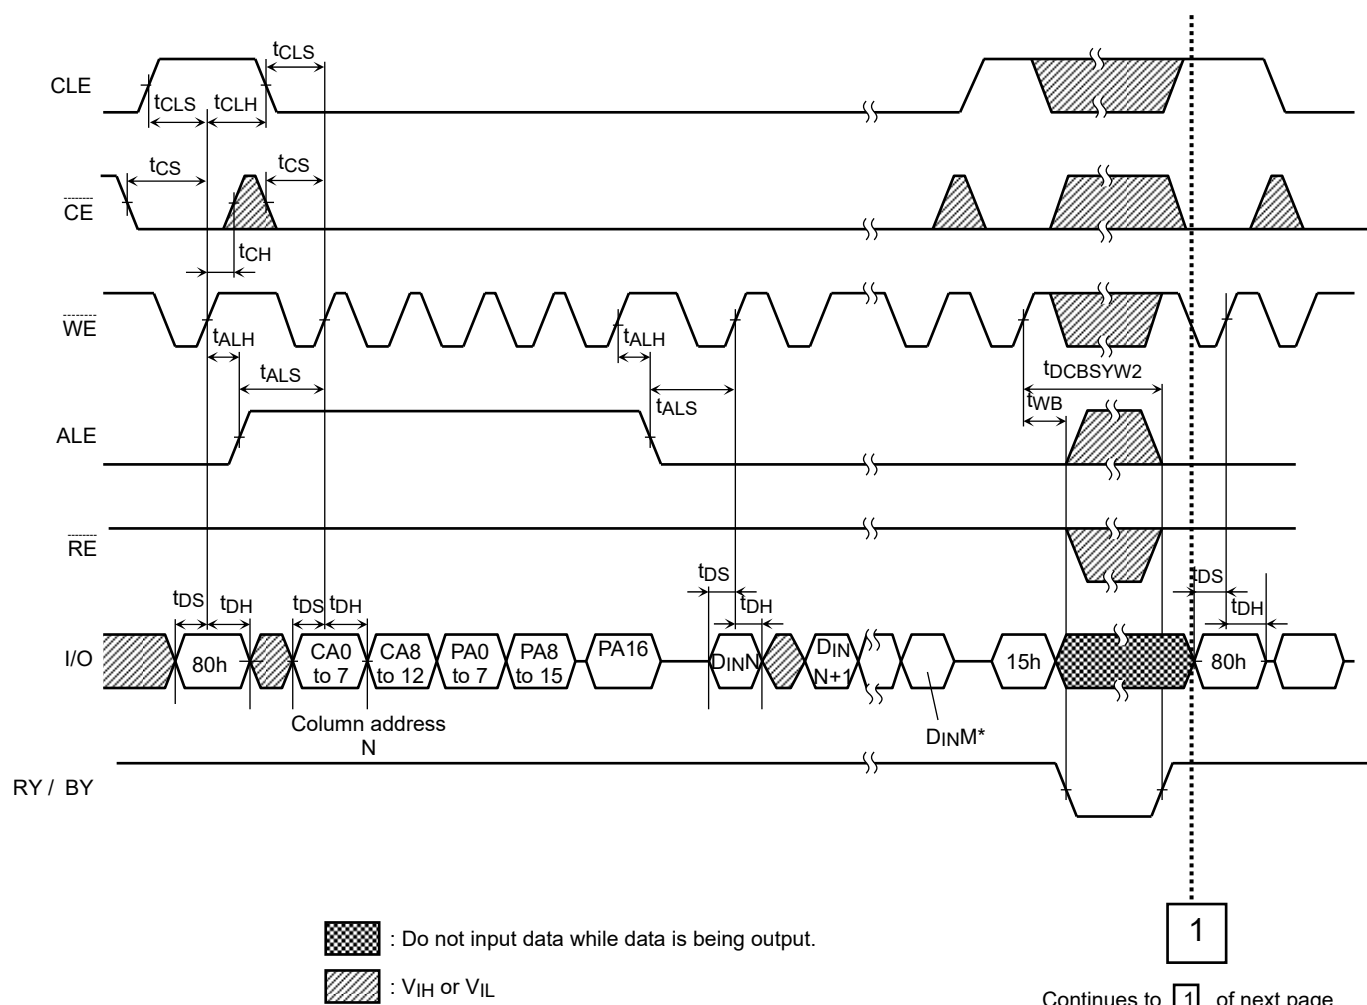 CLE
tCLS
tCLS
tCLH
CE
tCS
tCS
tCH
WE
tALH
tALH
tALS
tALS
tDCBSYW2
tWB
ALE
RE
tDS
tDH
tDS
tDH
tDS
tDH
tDS
tDH
I/O
80h
CA0
to 7
CA8
to 12
PA0
to 7
PA8
to 15
PA16
DINN
DIN
N+1
15h
80h
Column address
N
DINM*
RY / BY
1
: Do not input data while data is being output.
: VIH or VIL
Continues to 1 of next page